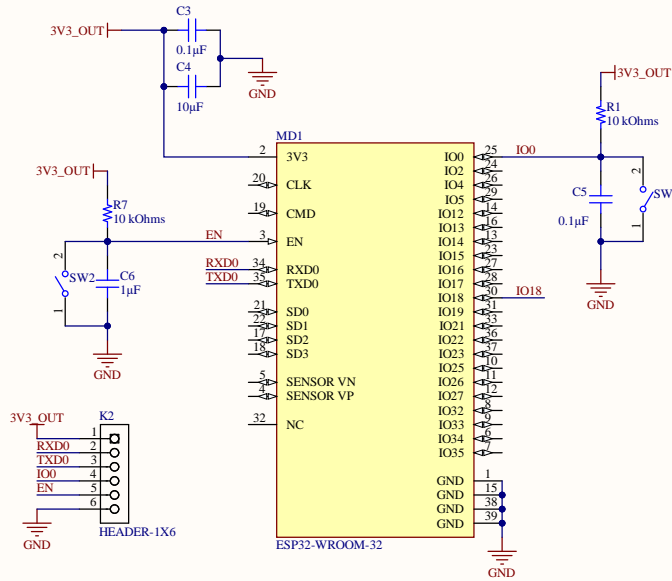 3V3_OUT
C3
0.1µF
C4
10µF
GND
3V3_OUT
R1
10 kOhms
IO0
2
SW
1
C5
0.1µF
GND
3V3_OUT
R7
10 kOhms
EN
2
SW2
1
C6
1µF
GND
RXD0
TXD0
MD1
2 3V3
20 CLK
19 CMD
3 EN
34 RXD0
35 TXD0
21 SD0
22 SD1
17 SD2
18 SD3
5 SENSOR VN
4 SENSOR VP
32 NC
IO0 25
IO2 24
IO4 26
IO5 29
IO12 14
IO13 16
IO14 13
IO15 23
IO16 27
IO17 28
IO18 30
IO19 31
IO21 33
IO22 36
IO23 37
IO25 10
IO26 11
IO27 12
IO32 8
IO33 9
IO34 6
IO35 7
GND 1
GND 15
GND 38
GND 39
IO18
ESP32-WROOM-32
GND
3V3_OUT
K2
1
RXD0 2
TXD0 3
IO0 4
EN 5
6
GND
HEADER-1X6